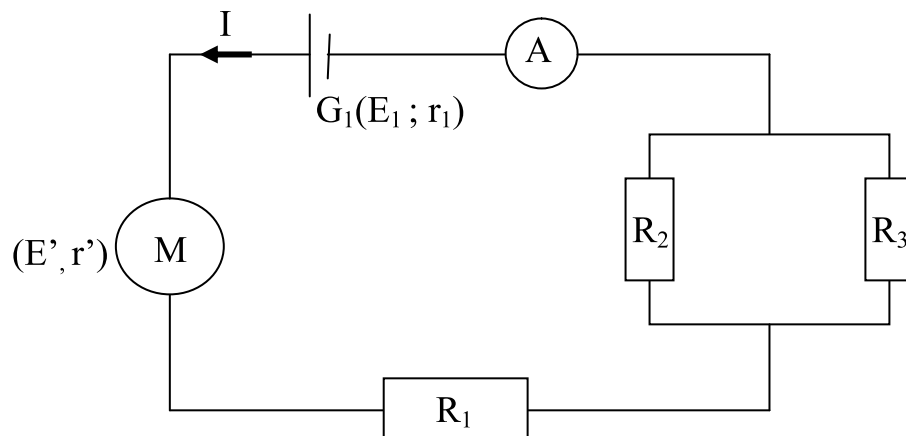 I
A
G₁(E₁ ; r₁)
R₂
R₃
(E’, r’)
M
R₁